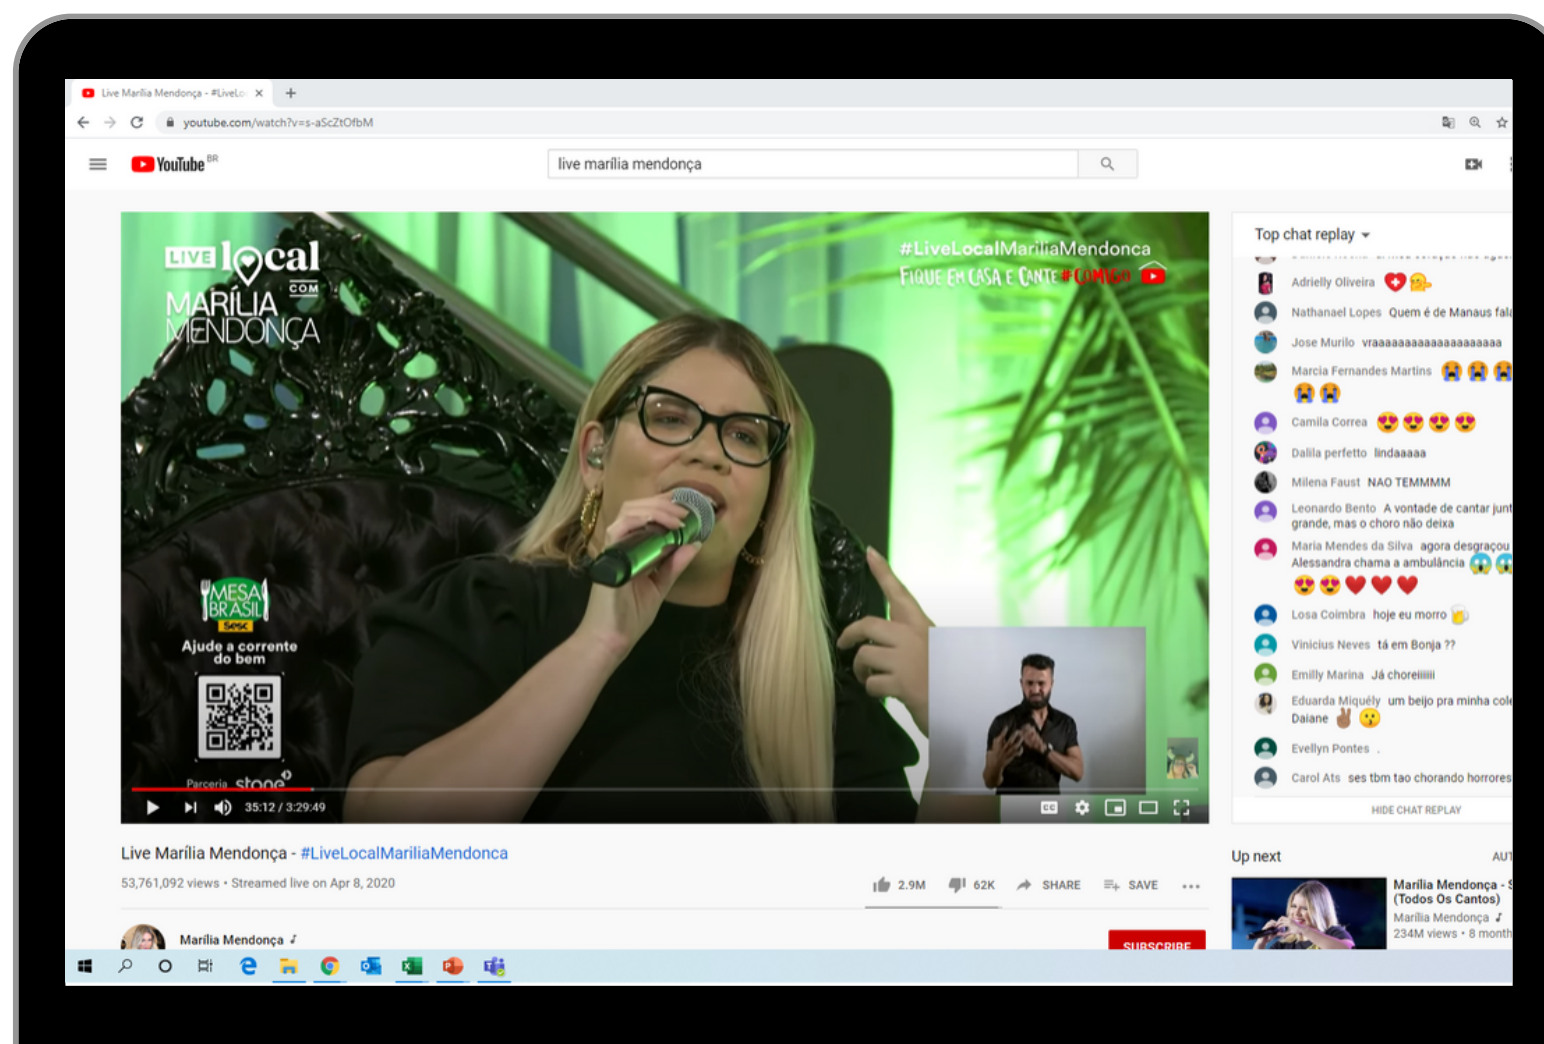 Live Marília Mendonça - #LiveLo
youtube.com/watch?v=s-aScZtOfbM
YouTube BR
live marília mendonça
LIVE local
COM
MARÍLIA
MENDONÇA
#LiveLocalMariliaMendonca
FIQUE EM CASA E CANTE #COMIGO
MESA
BRASIL
Sesc
Ajude a corrente
do bem
Parceria stone
35:12 / 3:29:49
CC
Top chat replay
Adrielly Oliveira
Nathanael Lopes Quem é de Manaus fala
Jose Murilo vraaaaaaaaaaaaaaaaaaaaa
Marcia Fernandes Martins 😭 😭 😭
😭 😭
Camila Correa 😍 😍 😍 😍
Dalila perfetto lindaaaaa
Milena Faust NAO TEMMMM
Leonardo Bento A vontade de cantar junt
grande, mas o choro não deixa
Maria Mendes da Silva agora desgraçou
Alessandra chama a ambulância 😱 😱
😍 😍 ❤ ❤ ❤
Losa Coimbra hoje eu morro 🍺
Vinicius Neves tá em Bonja ??
Emilly Marina Já choreiiiiii
Eduarda Miquély um beijo pra minha cole
Daiane ✌🏽 😗
Evellyn Pontes .
Carol Ats ses tbm tao chorando horrores
HIDE CHAT REPLAY
Live Marília Mendonça - #LiveLocalMariliaMendonca
53,761,092 views • Streamed live on Apr 8, 2020
2.9M 62K SHARE SAVE
Marília Mendonça ♪
SUBSCRIBE
Up next AUT
Marília Mendonça - S
(Todos Os Cantos)
Marília Mendonça ♪
234M views • 8 month